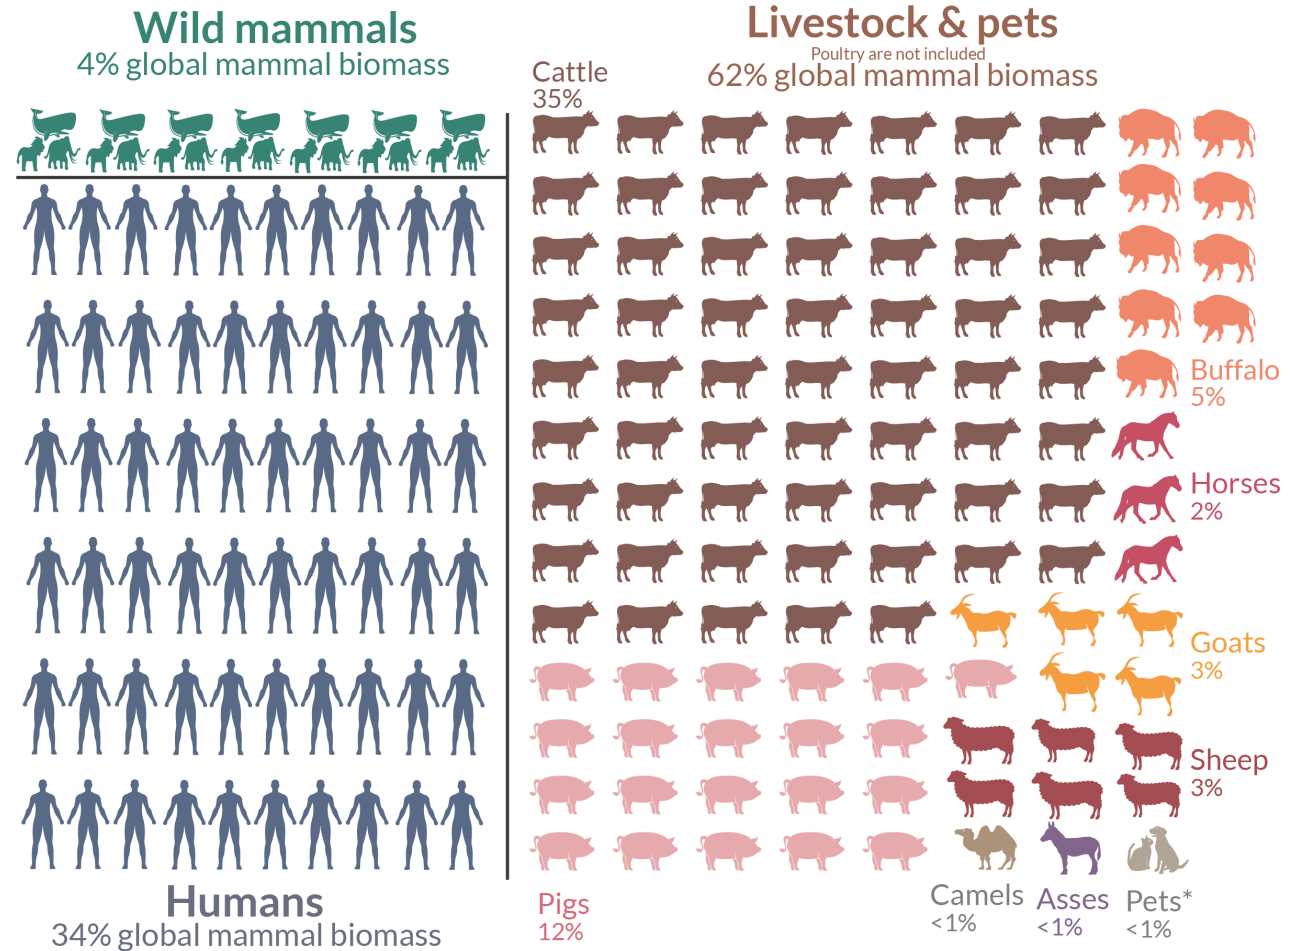 Wild mammals
4% global mammal biomass
Livestock & pets
Poultry are not included
62% global mammal biomass
Cattle
35%
Buffalo
5%
Horses
2%
Goats
3%
Sheep
3%
Humans
34% global mammal biomass
Pigs
12%
Camels
<1%
Asses
<1%
Pets*
<1%